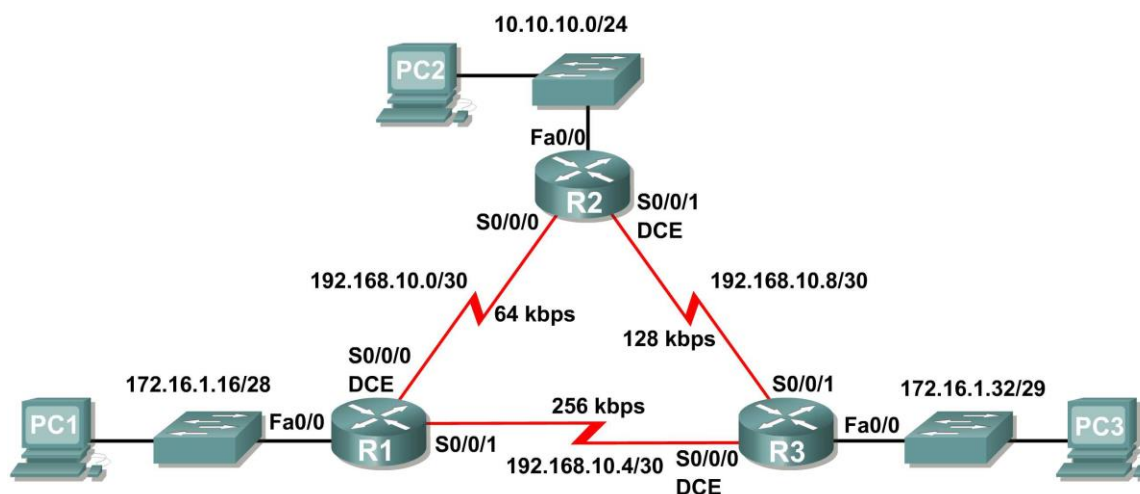 10.10.10.0/24
PC2
Fa0/0
R2
S0/0/0
S0/0/1
DCE
192.168.10.0/30
192.168.10.8/30
64 kbps
128 kbps
S0/0/0
DCE
172.16.1.16/28
S0/0/1
172.16.1.32/29
256 kbps
PC1
Fa0/0
R1
S0/0/1
192.168.10.4/30
S0/0/0
DCE
R3
Fa0/0
PC3